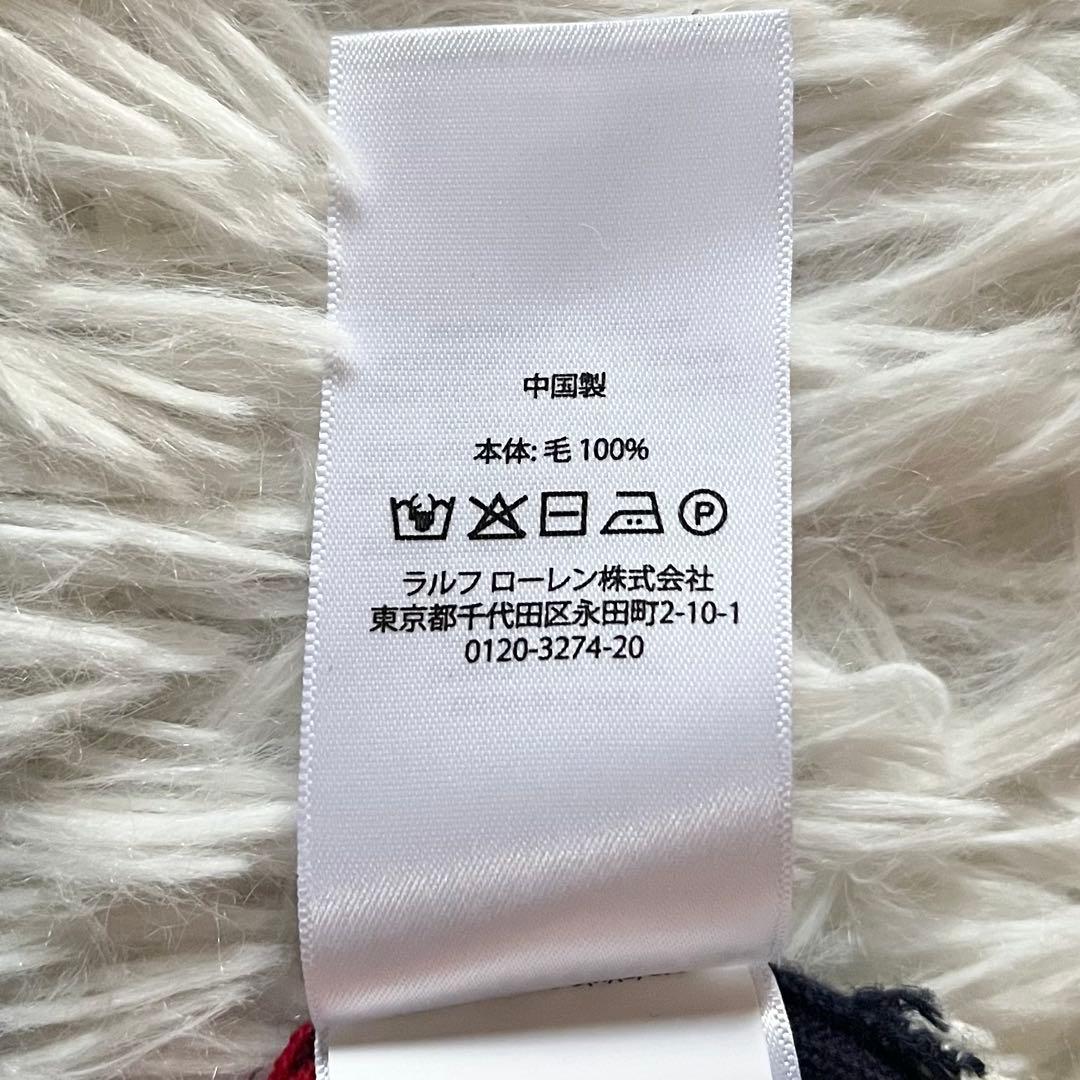 中国製
本体: 毛 100%
P
ラルフ ローレン株式会社
東京都千代田区永田町2-10-1
0120-3274-20